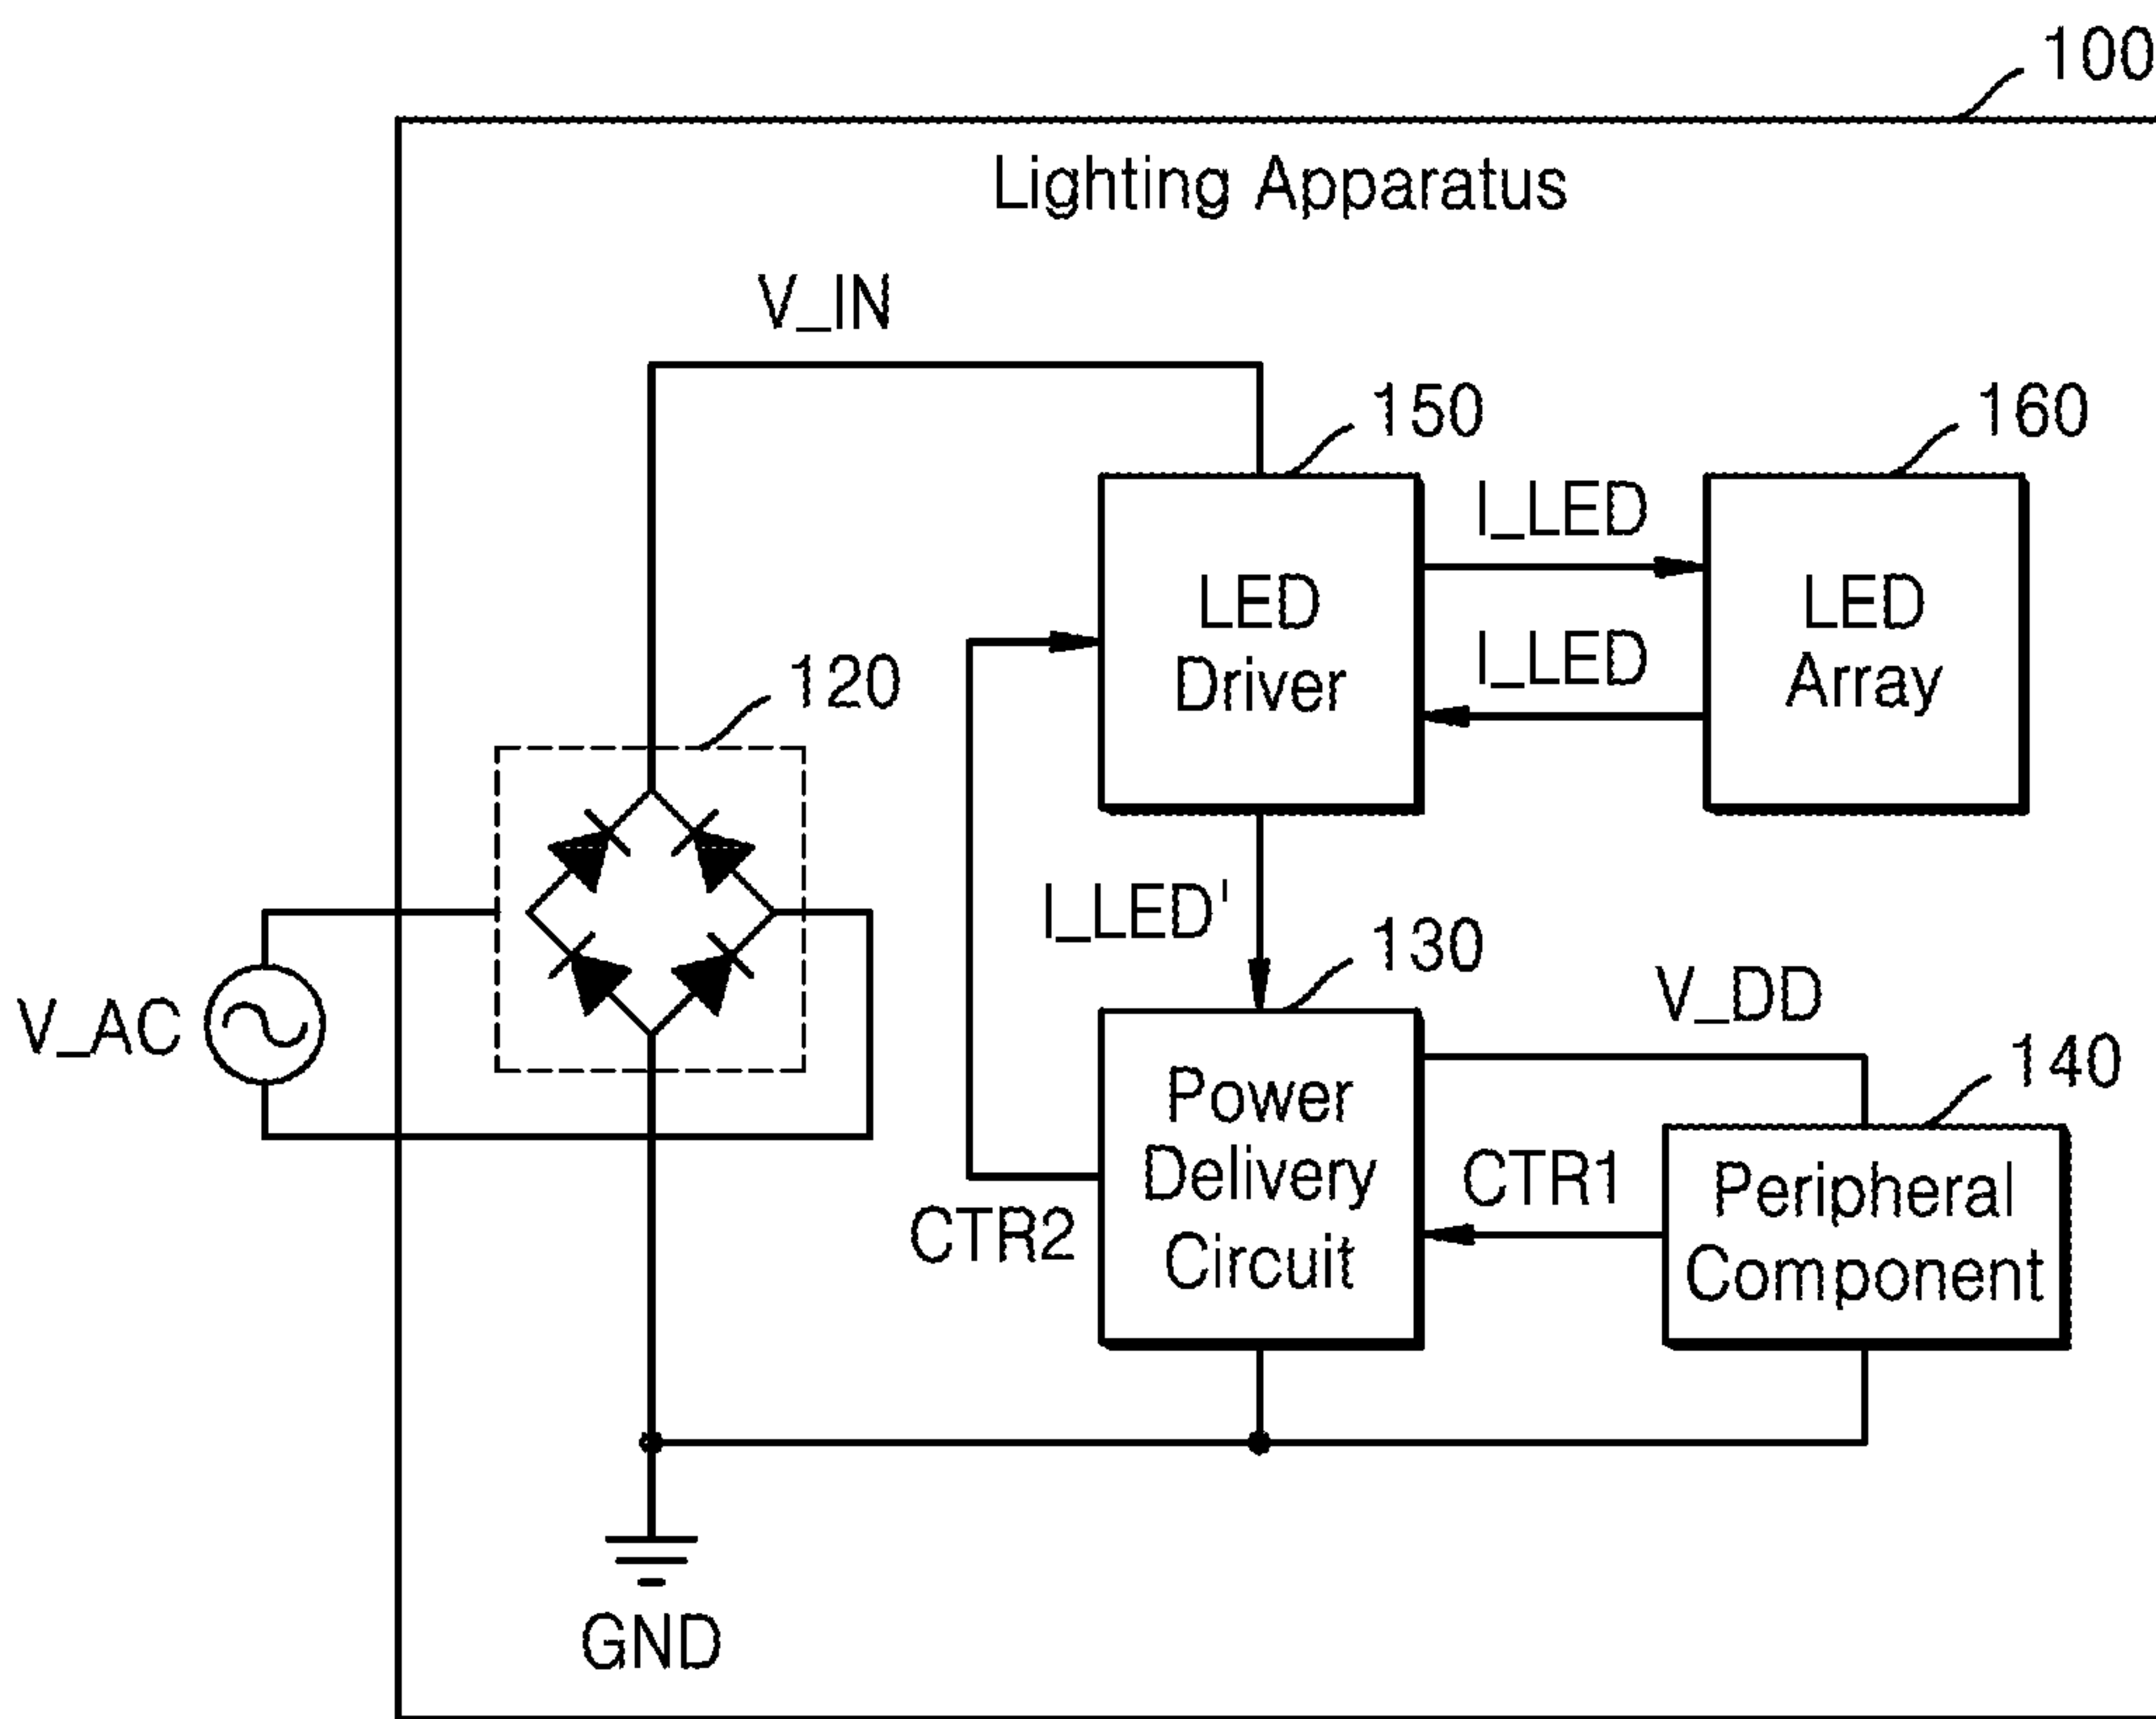 100
Lighting Apparatus
V_IN
150
160
I_LED
LED
Driver
I_LED
LED
Array
120
I_LED'
130
V_DD
V_AC
140
Power
Delivery
Circuit
CTR1
Peripheral
Component
CTR2
GND